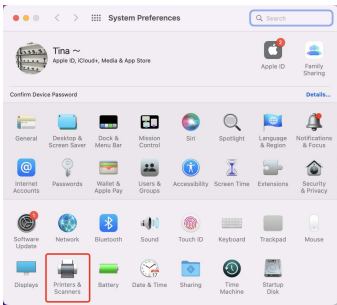 System Preferences
Search
Tina ~
Apple ID, iCloud+, Media & App Store
2
Apple ID
Family
Sharing
Confirm Device Password
Details...
General
Desktop &
Screen Saver
Dock &
Menu Bar
Mission
Control
Siri
Spotlight
Language
& Region
Notifications
& Focus
Internet
Accounts
Passwords
Wallet &
Apple Pay
Users &
Groups
Accessibility
Screen Time
Extensions
Security
& Privacy
1
Software
Update
Network
Bluetooth
Sound
Touch ID
Keyboard
Trackpad
Mouse
Displays
Printers &
Scanners
Battery
Date & Time
Sharing
Time
Machine
Startup
Disk